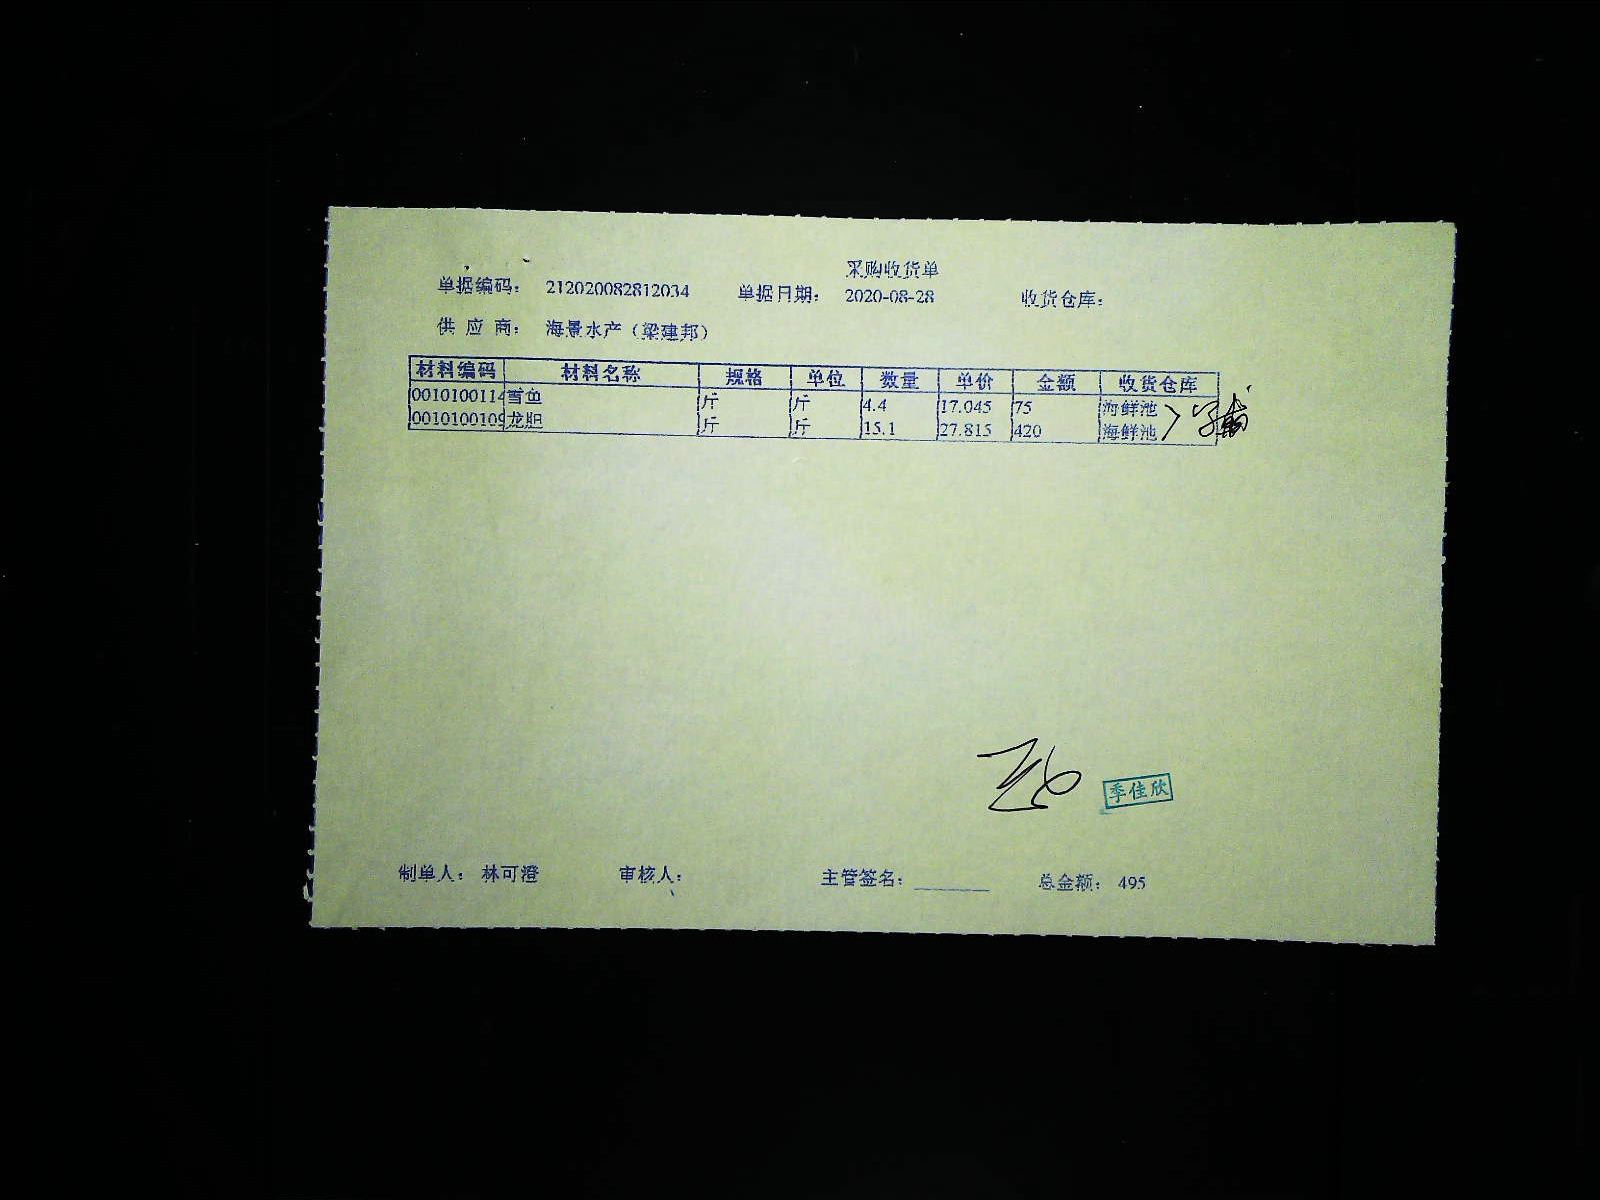 采购收货单
单据编码： 212020082812034 单据日期： 2020-08-28 收货仓库：
供 应 商： 海景水产（梁建邦）
材料编码 材料名称 规格 单位 数量 单价 金额 收货仓库
0010100114 雪鱼 斤 斤 4.4 17.045 75 海鲜池
0010100109 龙胆 斤 斤 15.1 27.815 420 海鲜池
季佳欣
制单人： 林可澄 审核人： 主管签名： 总金额： 495